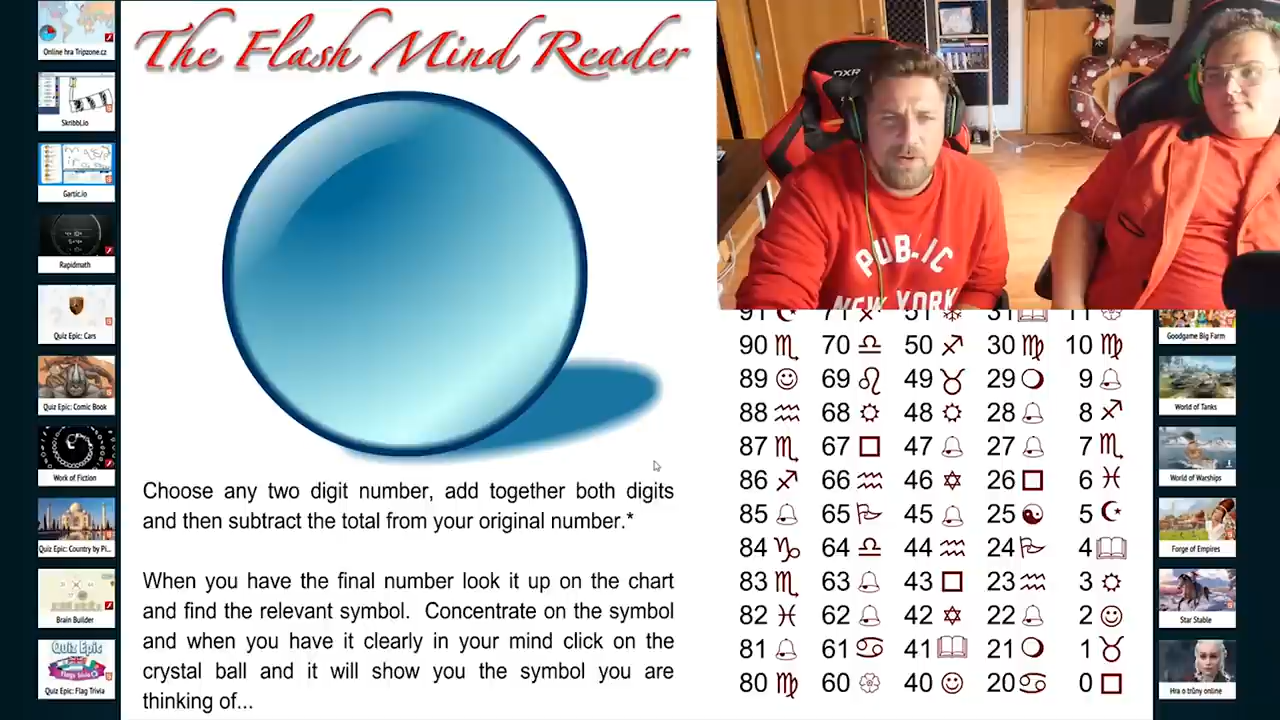 The Flash Mind Reader
Online hra Tripzone.cz
Skribbl.io
Gartic.io
Rapidmath
Quiz Epic: Cars
Quiz Epic: Comic Book
Work of Fiction
Quiz Epic: Country by Pi...
Brain Builder
Quiz Epic
Quiz Epic: Flag Trivia
Choose any two digit number, add together both digits
and then subtract the total from your original number.*
When you have the final number look it up on the chart
and find the relevant symbol. Concentrate on the symbol
and when you have it clearly in your mind click on the
crystal ball and it will show you the symbol you are
thinking of...
DXR
PUBLIC
NEW YORK
91 71 51 31 11
90 70 50 30 10
89 69 49 29 9
88 68 48 28 8
87 67 47 27 7
86 66 46 26 6
85 65 45 25 5
84 64 44 24 4
83 63 43 23 3
82 62 42 22 2
81 61 41 21 1
80 60 40 20 0
Goodgame Big Farm
World of Tanks
World of Warships
Forge of Empires
Star Stable
Hra o trůny online